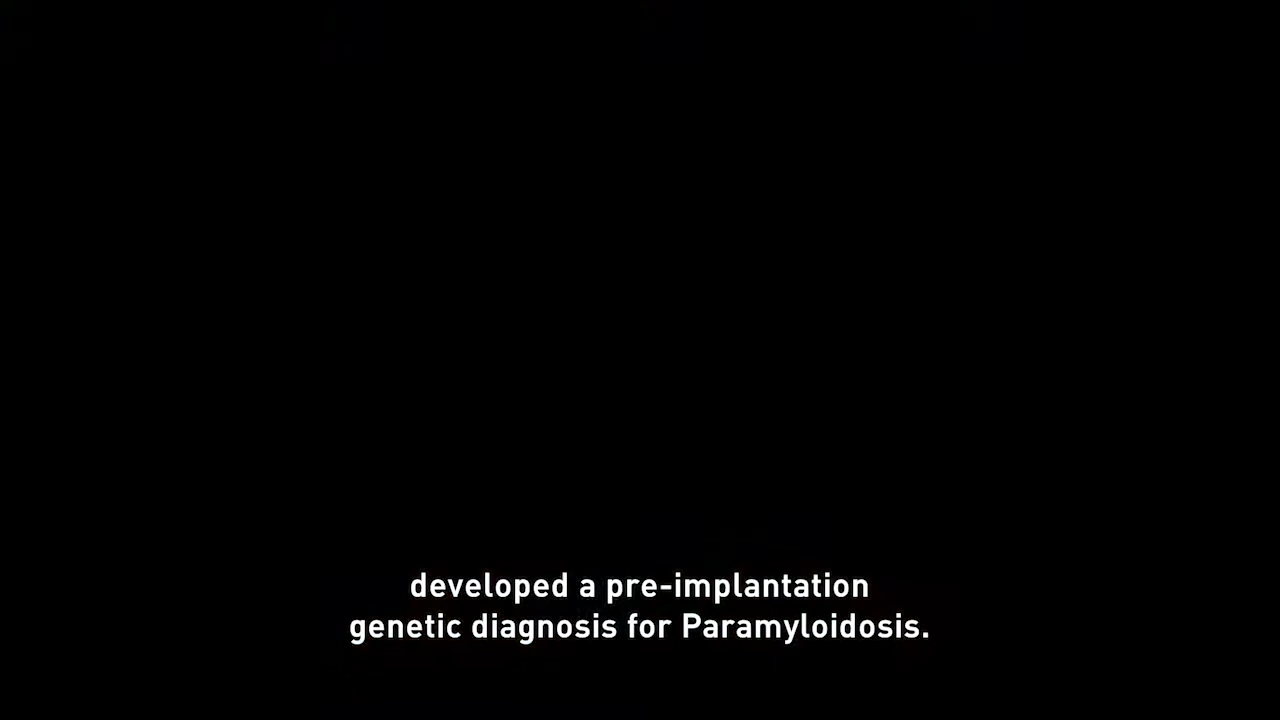 developed a pre-implantation
genetic diagnosis for Paramyloidosis.